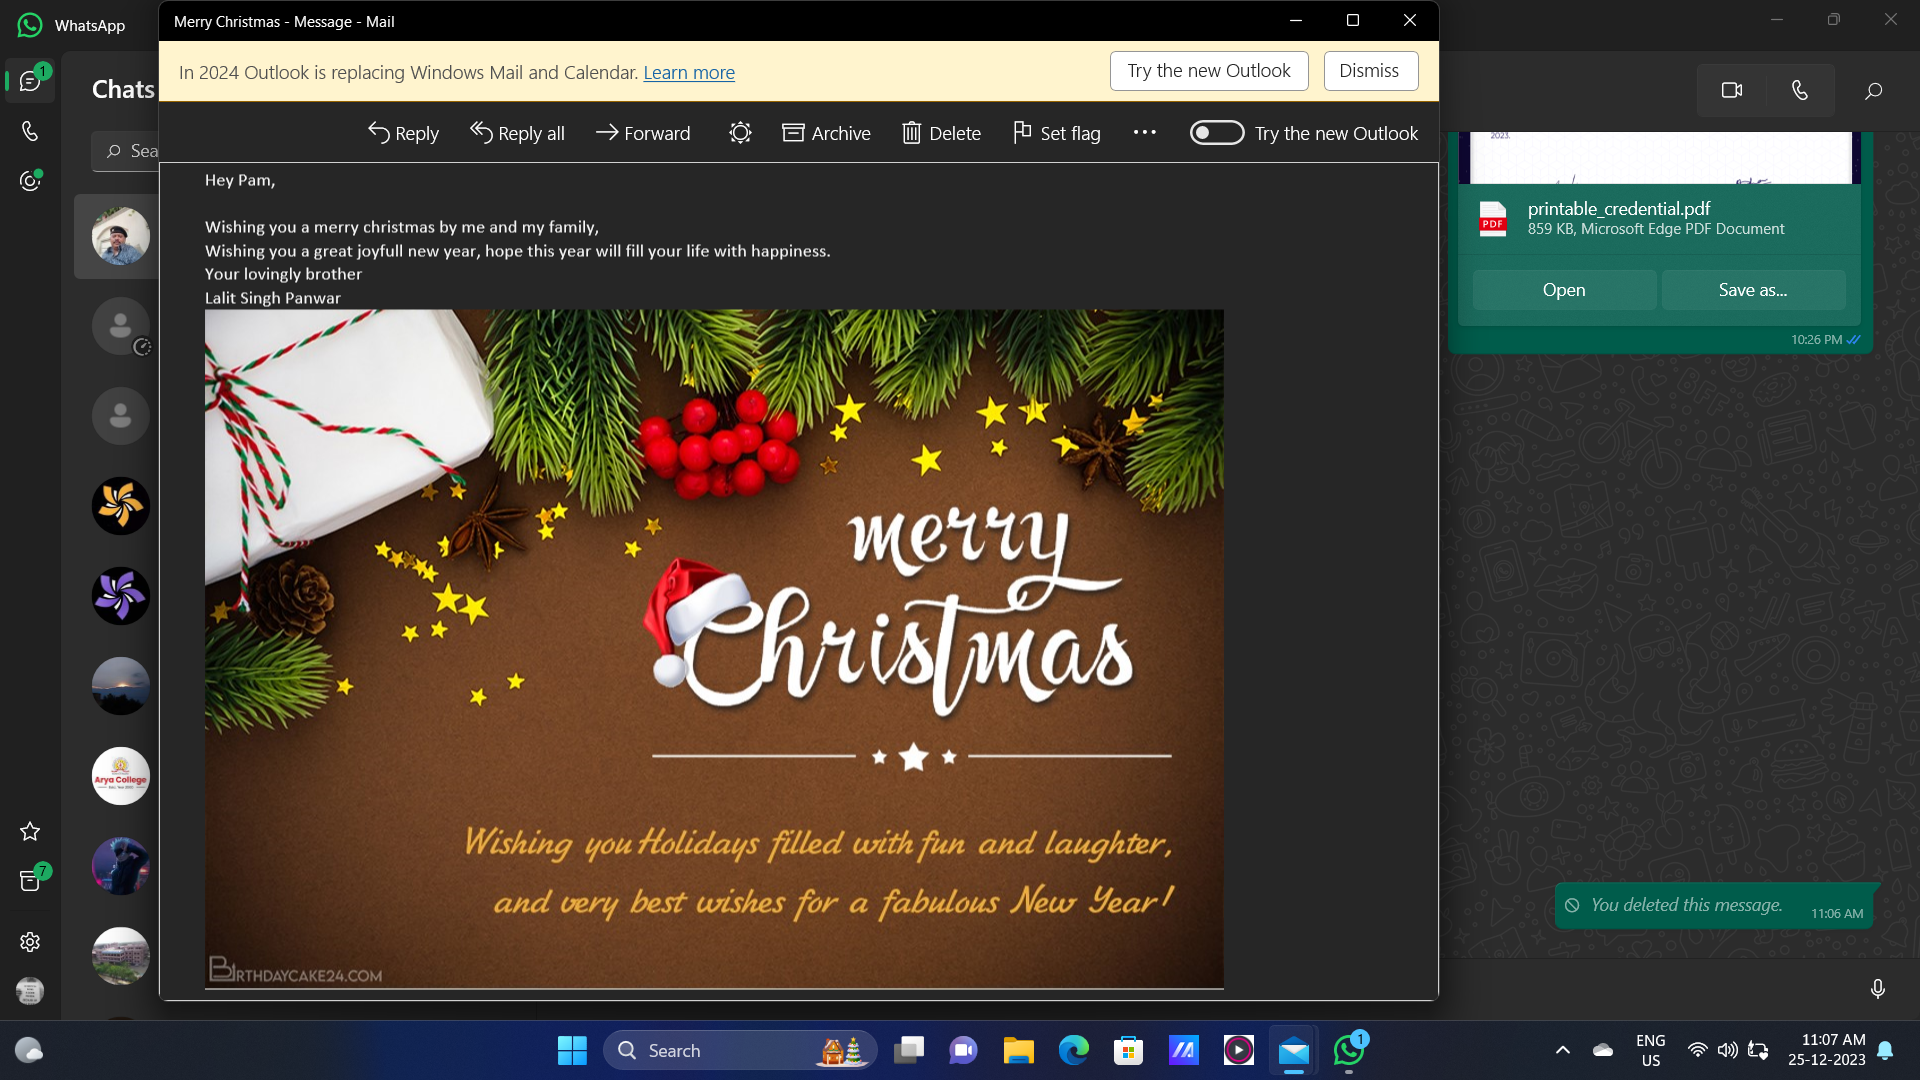 WhatsApp
Merry Christmas - Message - Mail
In 2024 Outlook is replacing Windows Mail and Calendar. Learn more
Try the new Outlook
Dismiss
1
Chats
Reply
Reply all
Forward
Archive
Delete
Set flag
Try the new Outlook
Sea
Hey Pam,
Wishing you a merry christmas by me and my family,
Wishing you a great joyfull new year, hope this year will fill your life with happiness.
Your lovingly brother
Lalit Singh Panwar
merry
Christmas
Wishing you Holidays filled with fun and laughter,
and very best wishes for a fabulous New Year!
BIRTHDAYCAKE24.COM
2023.
PDF
printable_credential.pdf
859 KB, Microsoft Edge PDF Document
Open
Save as...
10:26 PM
Arya College
7
You deleted this message.
11:06 AM
Search
1
ENG
US
11:07 AM
25-12-2023